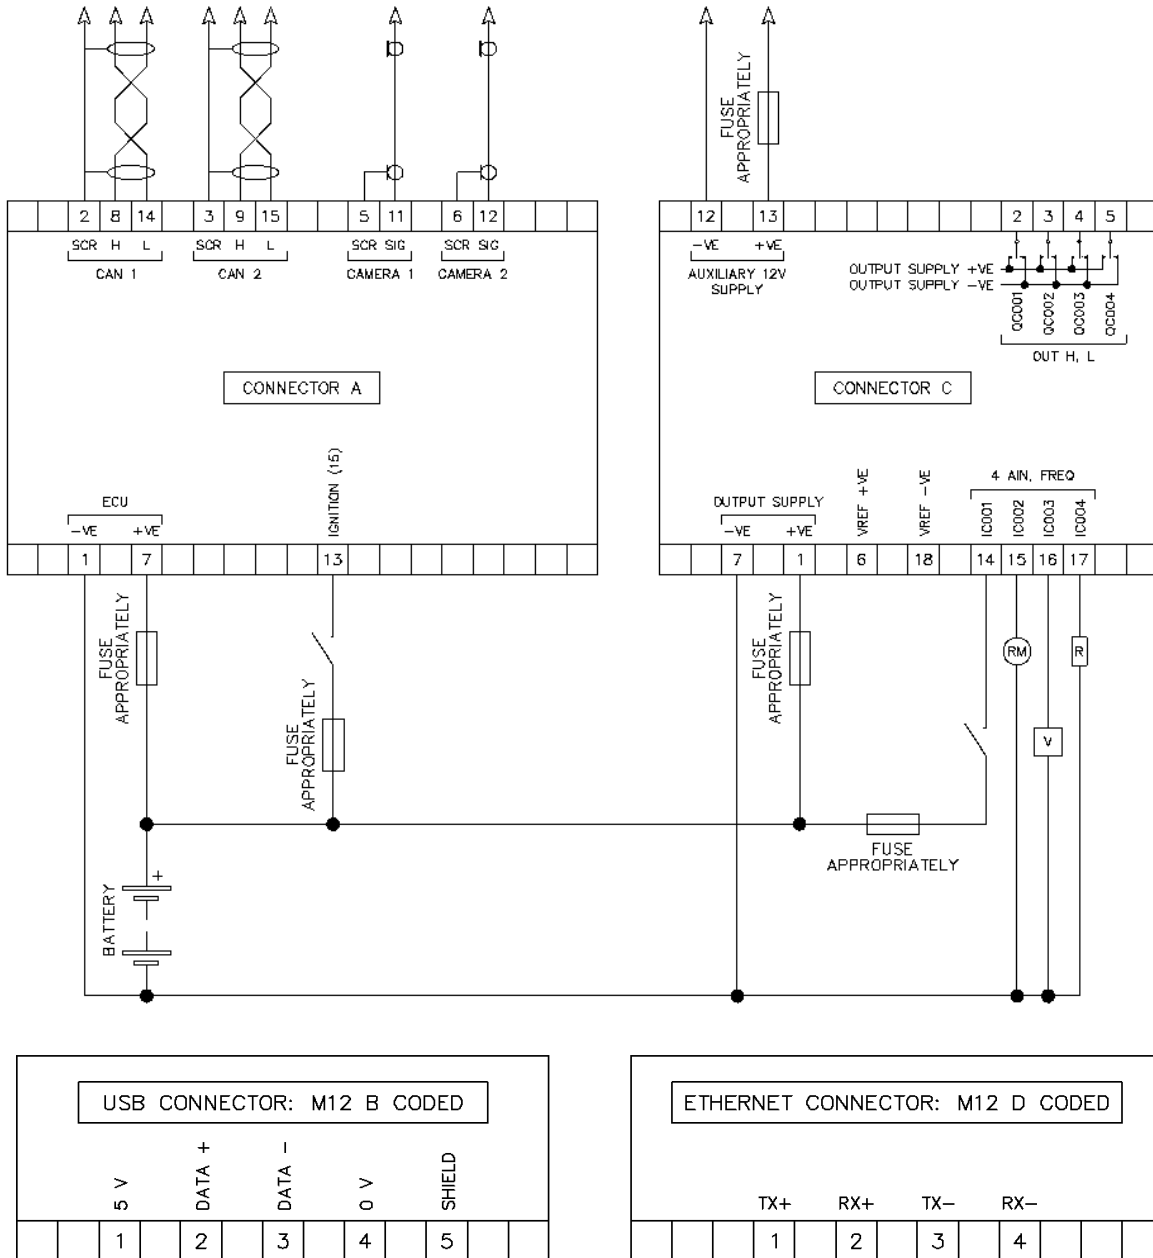 FUSE
APPROPRIATELY
2 8 14 3 9 15 5 11 6 12
12 13 2 3 4 5
SCR H L SCR H L SCR SIG SCR SIG
CAN 1 CAN 2 CAMERA 1 CAMERA 2
-VE +VE
AUXILIARY 12V
SUPPLY
OUTPUT SUPPLY +VE
OUTPUT SUPPLY -VE
QC001
QC002
QC003
QC004
OUT H, L
CONNECTOR A
CONNECTOR C
ECU
-VE +VE
IGNITION (15)
OUTPUT SUPPLY
-VE +VE
VREF +VE
VREF -VE
4 AIN, FREQ
IC001
IC002
IC003
IC004
1 7 13
7 1 6 18 14 15 16 17
FUSE
APPROPRIATELY
FUSE
APPROPRIATELY
FUSE
APPROPRIATELY
RM
R
V
FUSE
APPROPRIATELY
+
BATTERY
USB CONNECTOR: M12 B CODED
5 V
DATA +
DATA -
0 V
SHIELD
1 2 3 4 5
ETHERNET CONNECTOR: M12 D CODED
TX+ RX+ TX- RX-
1 2 3 4